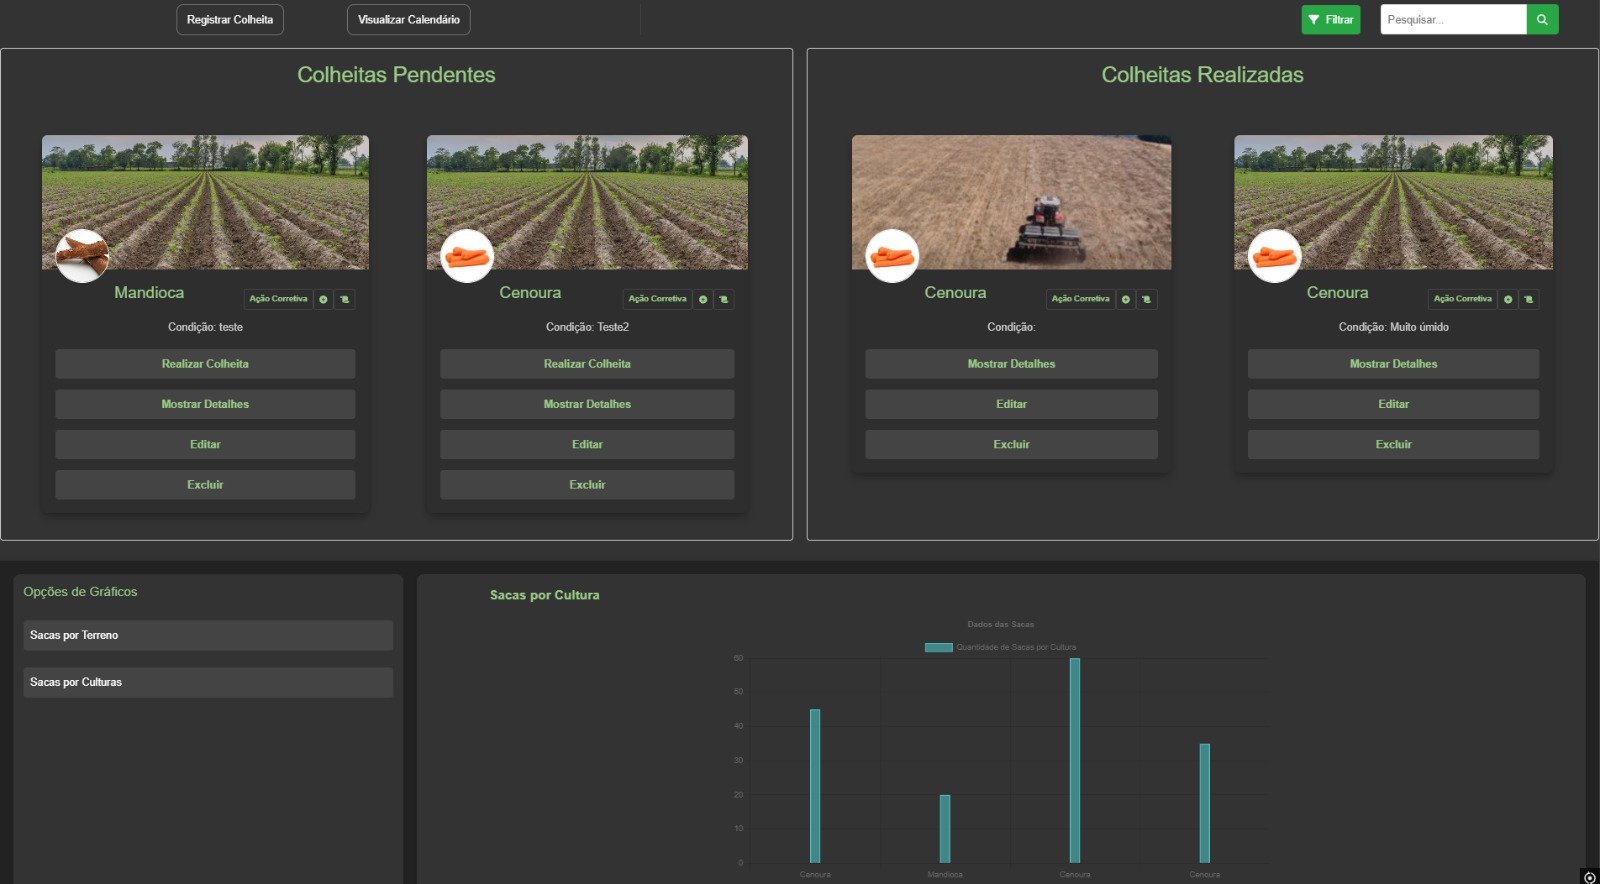 Registrar Colheita
Visualizar Calendário
Filtrar
Pesquisar...
Colheitas Pendentes
Mandioca
Ação Corretiva
Condição: teste
Realizar Colheita
Mostrar Detalhes
Editar
Excluir
Cenoura
Ação Corretiva
Condição: Teste2
Realizar Colheita
Mostrar Detalhes
Editar
Excluir
Colheitas Realizadas
Cenoura
Ação Corretiva
Condição:
Mostrar Detalhes
Editar
Excluir
Cenoura
Ação Corretiva
Condição: Muito úmido
Mostrar Detalhes
Editar
Excluir
Opções de Gráficos
Sacas por Terreno
Sacas por Culturas
Sacas por Cultura
Dados das Sacas
Quantidade de Sacas por Cultura
60
50
40
30
20
10
0
Cenoura
Mandioca
Cenoura
Cenoura